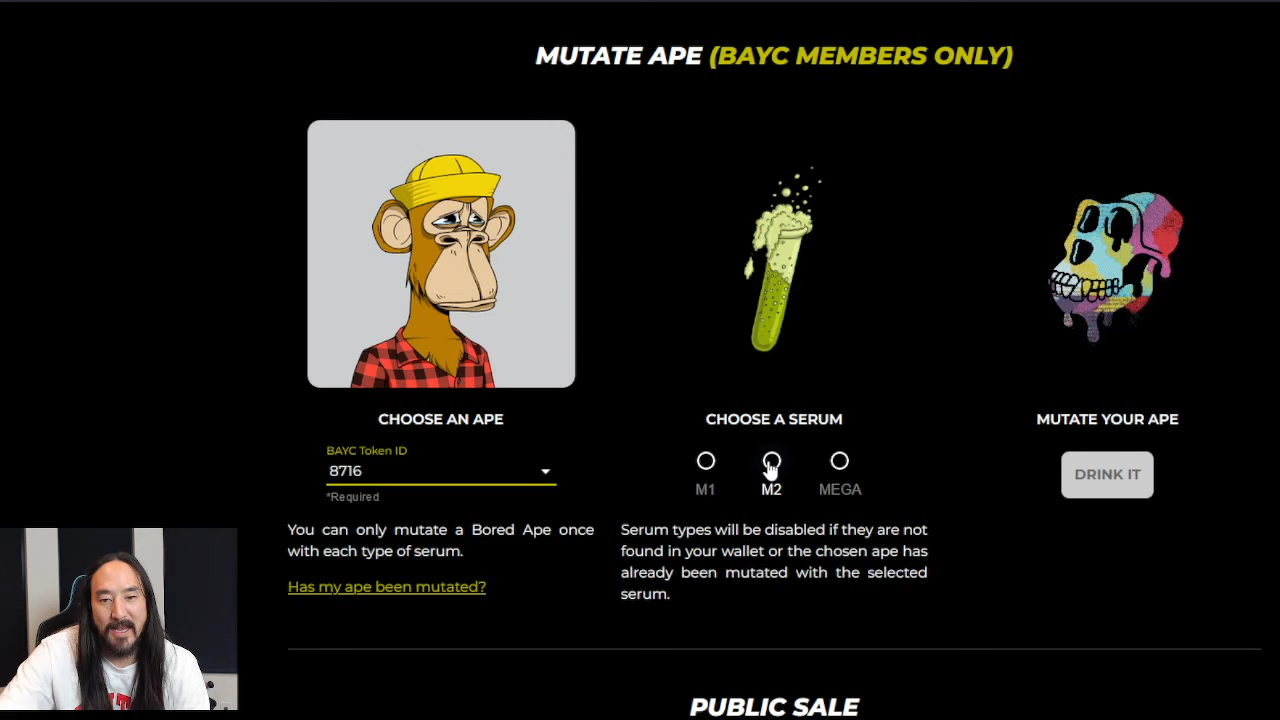 MUTATE APE (BAYC MEMBERS ONLY)
CHOOSE AN APE
BAYC Token ID
8716
*Required
You can only mutate a Bored Ape once
with each type of serum.
Has my ape been mutated?
CHOOSE A SERUM
M1
M2
MEGA
Serum types will be disabled if they are not
found in your wallet or the chosen ape has
already been mutated with the selected
serum.
MUTATE YOUR APE
DRINK IT
PUBLIC SALE